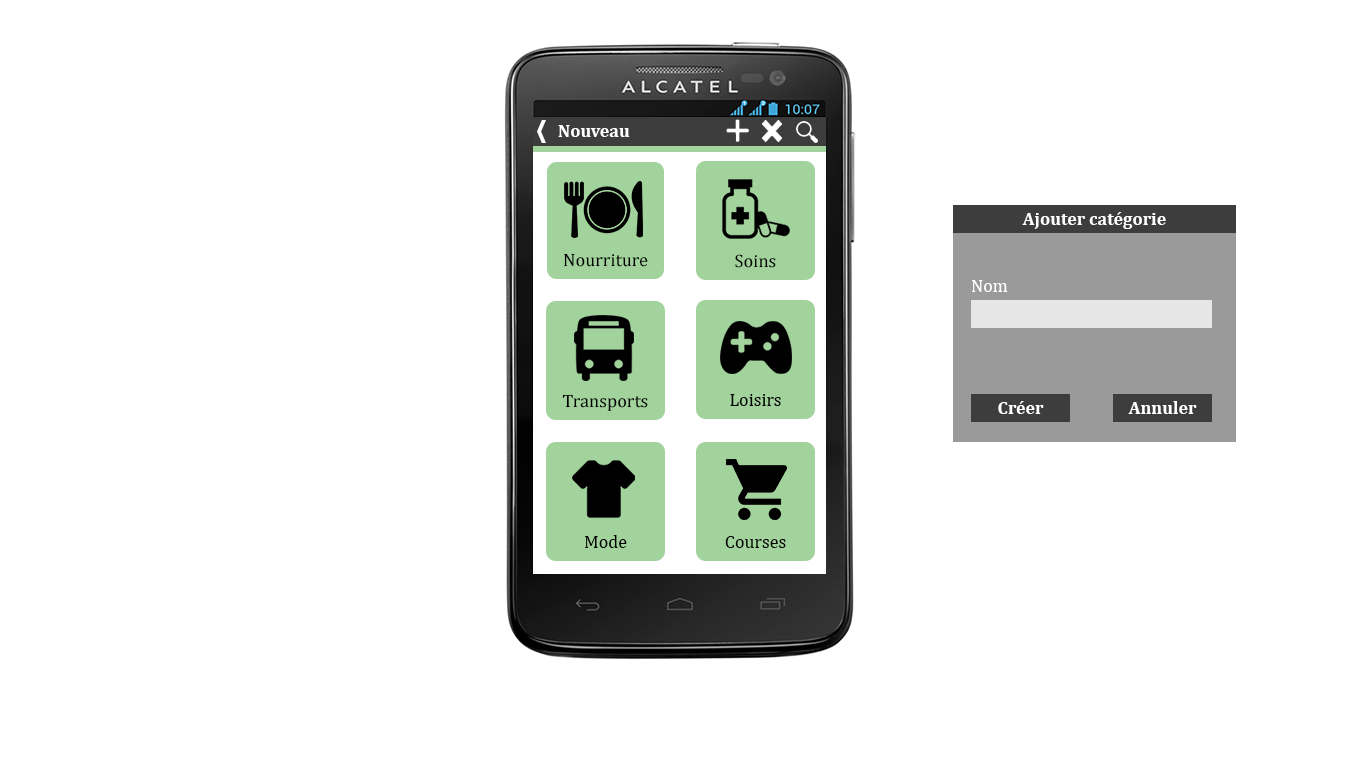 ALCATEL
10:07
Nouveau
Nourriture
Soins
Transports
Loisirs
Mode
Courses
Ajouter catégorie
Nom
Créer
Annuler